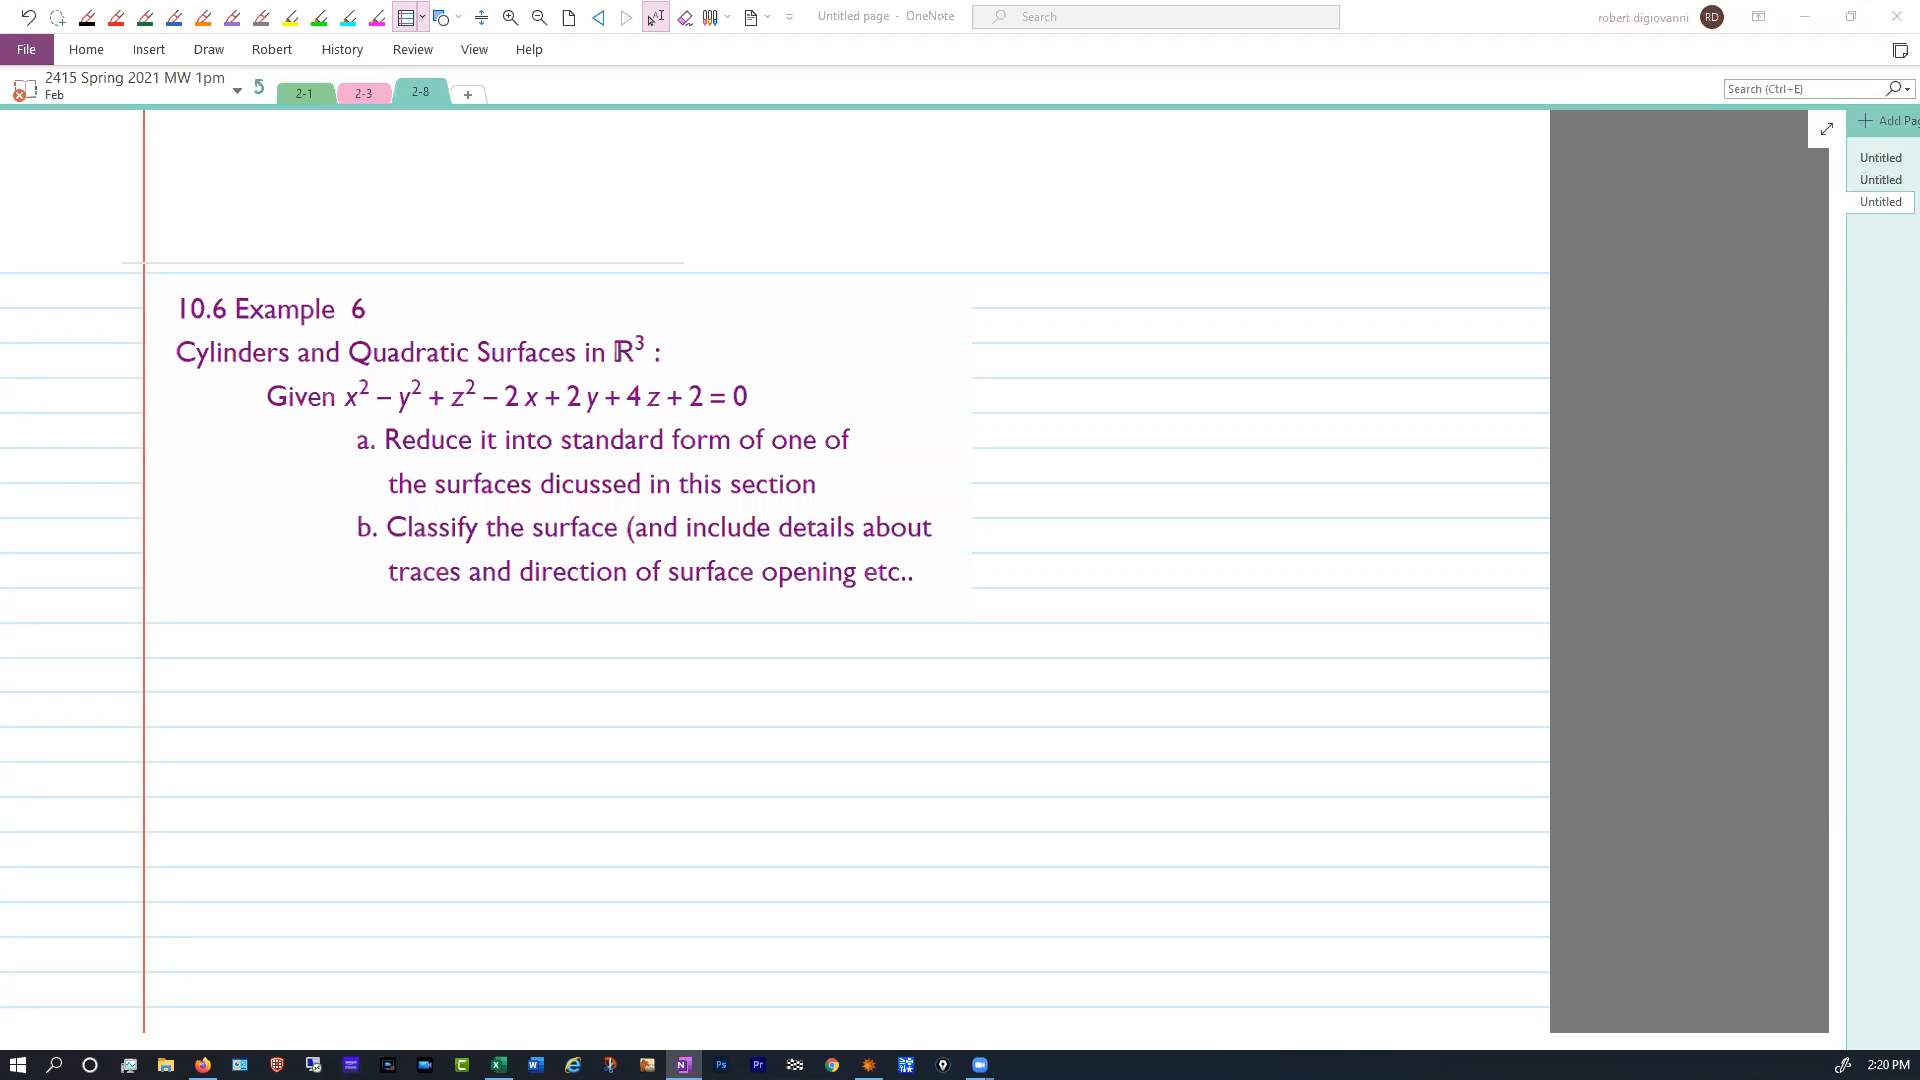 Untitled page - OneNote
Search
robert digiovanni
RD
File
Home
Insert
Draw
Robert
History
Review
View
Help
2415 Spring 2021 MW 1pm
Feb
2-1
2-3
2-8
Search (Ctrl+E)
Add Pag
Untitled
Untitled
Untitled
10.6 Example 6
Cylinders and Quadratic Surfaces in ℝ³ :
Given x² – y² + z² – 2 x + 2 y + 4 z + 2 = 0
a. Reduce it into standard form of one of
the surfaces dicussed in this section
b. Classify the surface (and include details about
traces and direction of surface opening etc..
2:20 PM